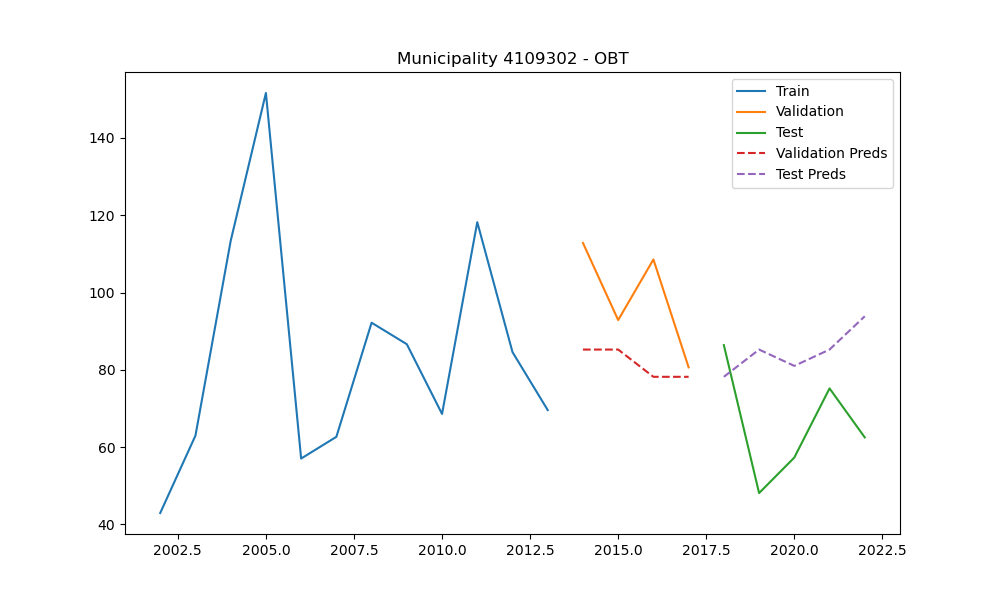 Municipality 4109302 - OBT
Train
Validation
Test
Validation Preds
Test Preds
140
120
100
80
60
40
2002.5 2005.0 2007.5 2010.0 2012.5 2015.0 2017.5 2020.0 2022.5